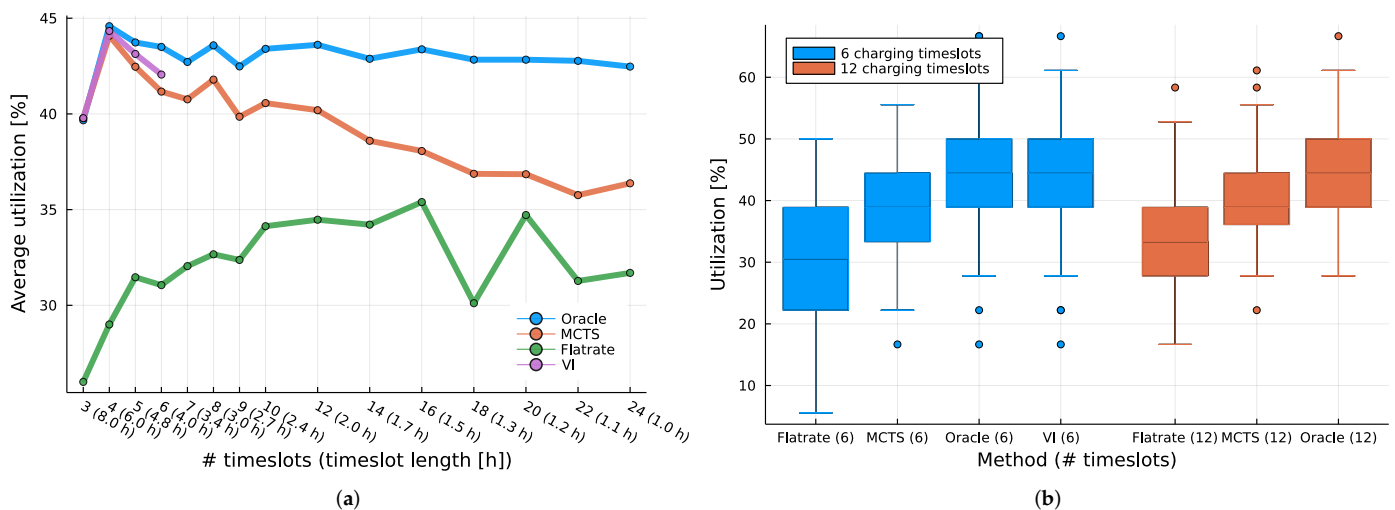 45
40
35
30
Average utilization [%]
Oracle
MCTS
Flatrate
VI
3 (8.0 h)
4 (6.0 h)
5 (4.8 h)
6 (4.0 h)
7 (3.4 h)
8 (3.0 h)
9 (2.7 h)
10 (2.4 h)
12 (2.0 h)
14 (1.7 h)
16 (1.5 h)
18 (1.3 h)
20 (1.2 h)
22 (1.1 h)
24 (1.0 h)
# timeslots (timeslot length [h])
(a)
6 charging timeslots
12 charging timeslots
60
50
40
30
20
10
Utilization [%]
Flatrate (6)
MCTS (6)
Oracle (6)
VI (6)
Flatrate (12)
MCTS (12)
Oracle (12)
Method (# timeslots)
(b)